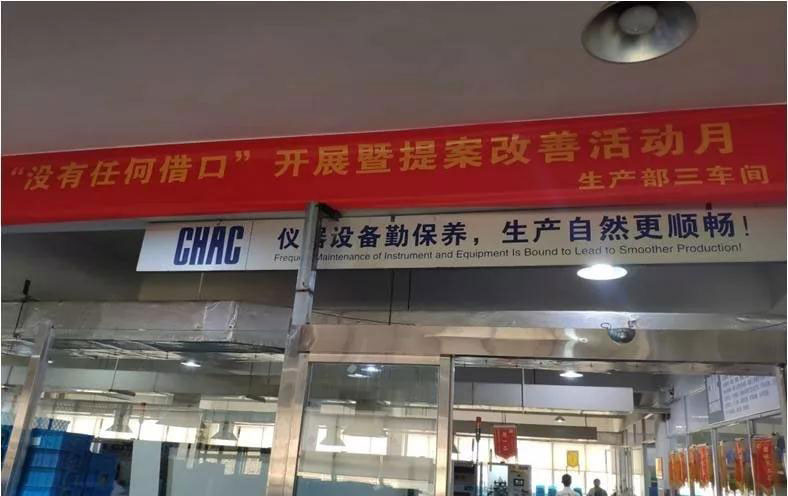 “没有任何借口”开展暨提案改善活动月
生产部三车间
CHAC
仪器设备勤保养，生产自然更顺畅！
Frequent Maintenance of Instrument and Equipment Is Bound to Lead to Smoother Production!